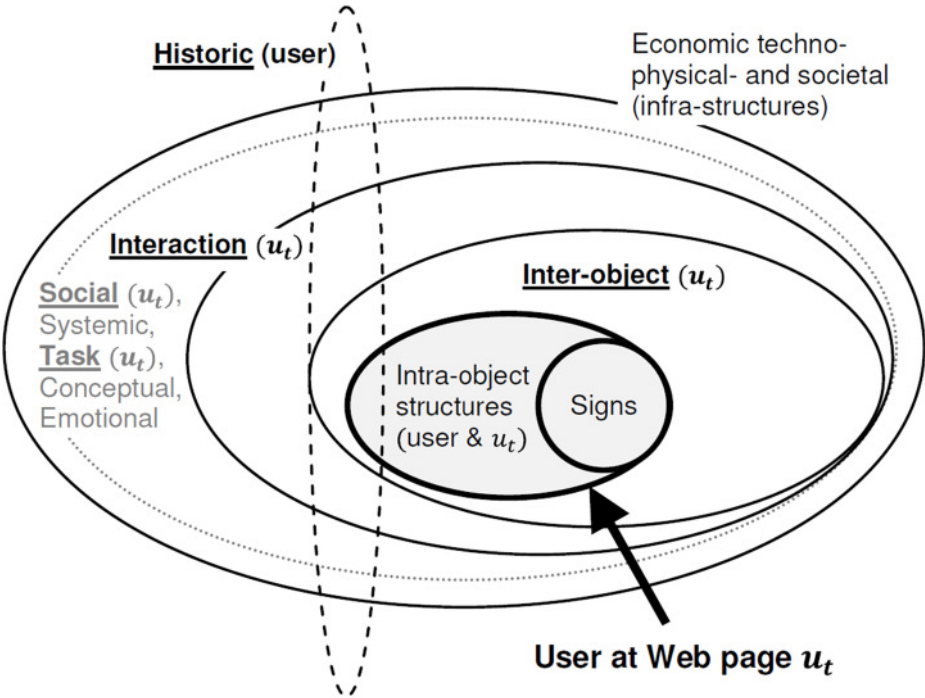 Historic (user)
Economic techno-
physical- and societal
(infra-structures)
Interaction (u_t)
Inter-object (u_t)
Social (u_t),
Systemic,
Task (u_t),
Conceptual,
Emotional
Intra-object
structures
(user & u_t)
Signs
User at Web page u_t